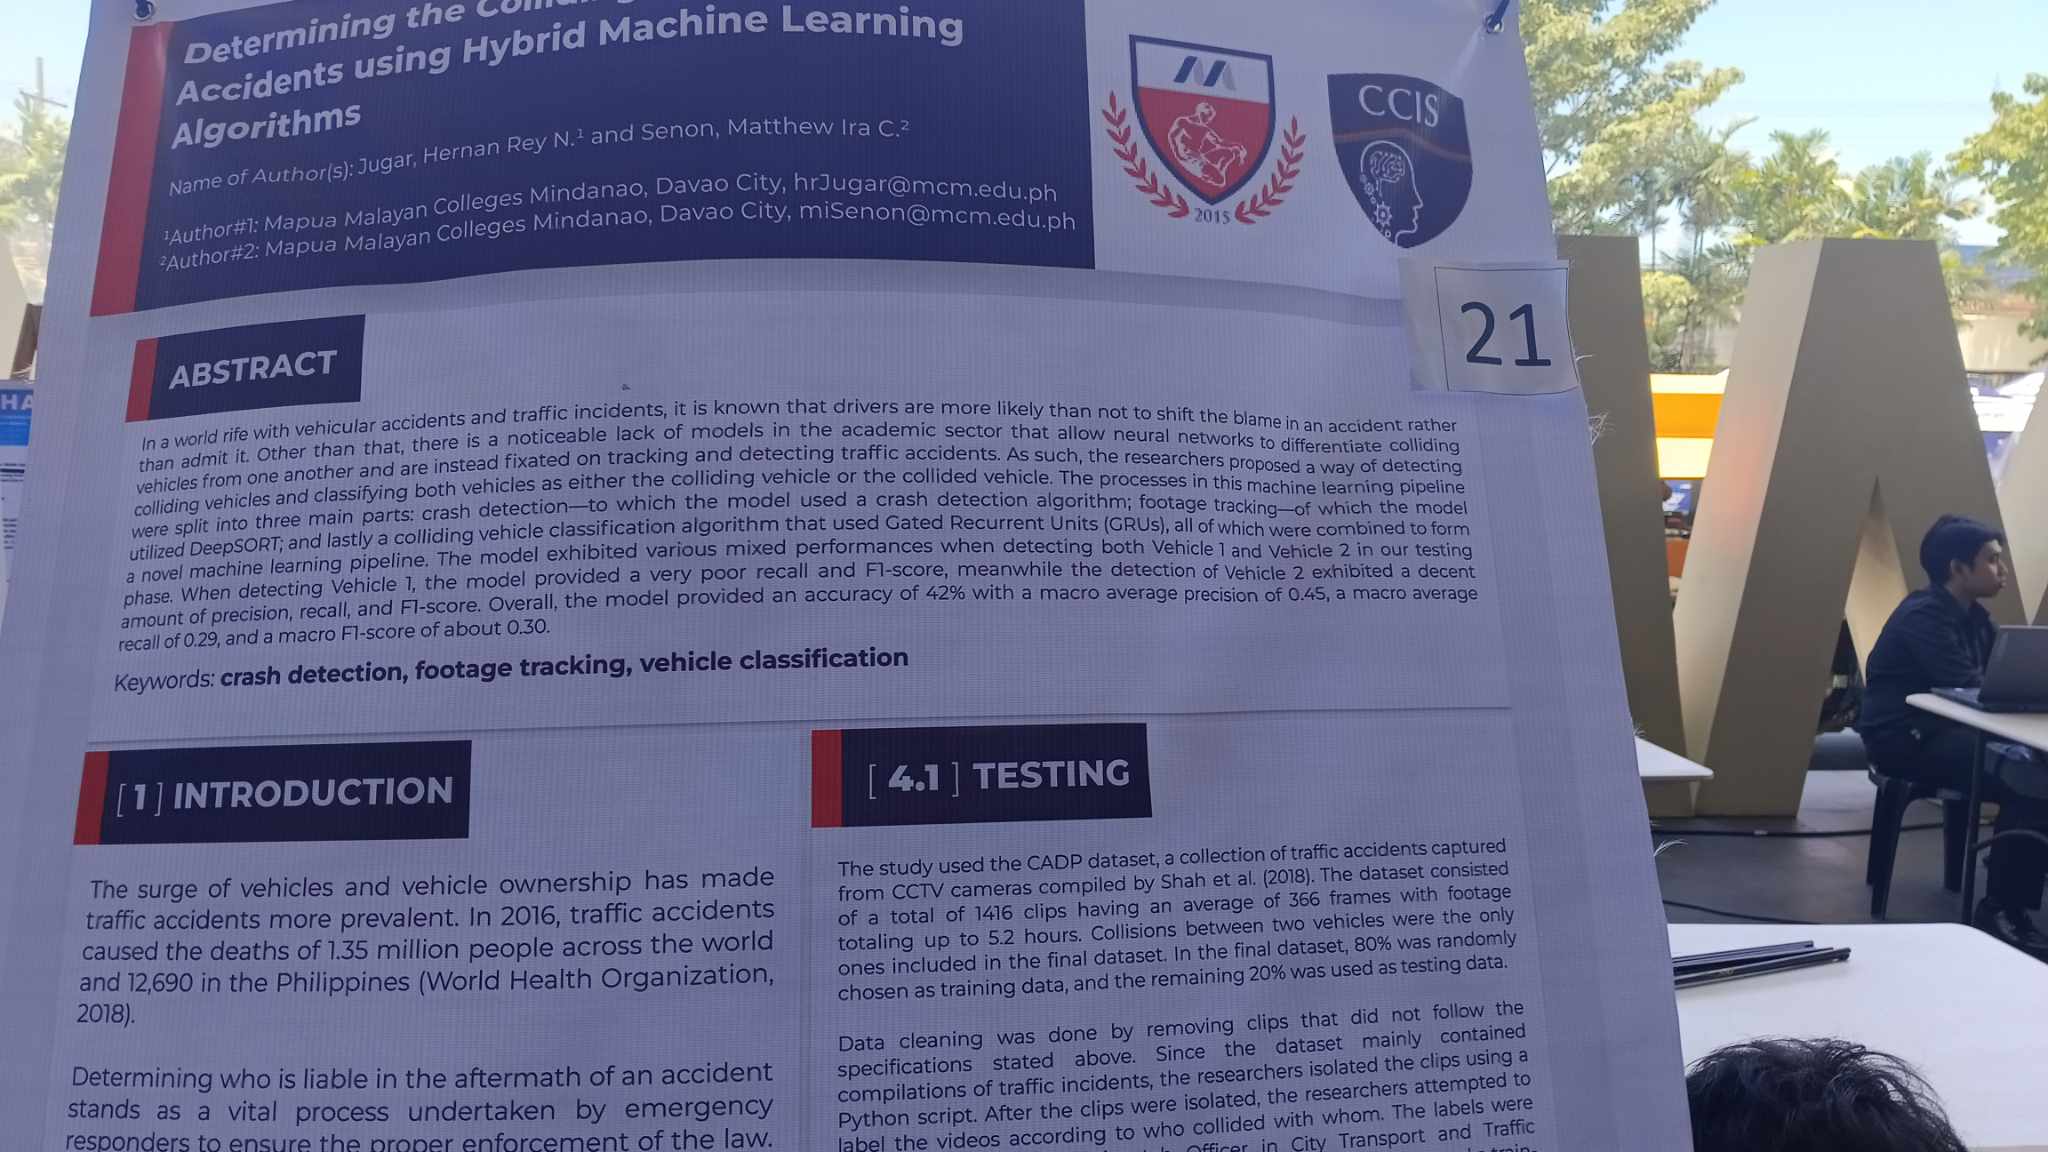 Determining the
Accidents using Hybrid Machine Learning
Algorithms
Name of Author(s): Jugar, Hernan Rey N.¹ and Senon, Matthew Ira C.²
¹Author#1: Mapua Malayan Colleges Mindanao, Davao City, hrJugar@mcm.edu.ph
²Author#2: Mapua Malayan Colleges Mindanao, Davao City, miSenon@mcm.edu.ph
2015
CCIS
21
ABSTRACT
In a world rife with vehicular accidents and traffic incidents, it is known that drivers are more likely than not to shift the blame in an accident rather
than admit it. Other than that, there is a noticeable lack of models in the academic sector that allow neural networks to differentiate colliding
vehicles from one another and are instead fixated on tracking and detecting traffic accidents. As such, the researchers proposed a way of detecting
colliding vehicles and classifying both vehicles as either the colliding vehicle or the collided vehicle. The processes in this machine learning pipeline
were split into three main parts: crash detection—to which the model used a crash detection algorithm; footage tracking—of which the model
utilized DeepSORT; and lastly a colliding vehicle classification algorithm that used Gated Recurrent Units (GRUs), all of which were combined to form
a novel machine learning pipeline. The model exhibited various mixed performances when detecting both Vehicle 1 and Vehicle 2 in our testing
phase. When detecting Vehicle 1, the model provided a very poor recall and F1-score, meanwhile the detection of Vehicle 2 exhibited a decent
amount of precision, recall, and F1-score. Overall, the model provided an accuracy of 42% with a macro average precision of 0.45, a macro average
recall of 0.29, and a macro F1-score of about 0.30.
Keywords: crash detection, footage tracking, vehicle classification
[ 1 ] INTRODUCTION
The surge of vehicles and vehicle ownership has made
traffic accidents more prevalent. In 2016, traffic accidents
caused the deaths of 1.35 million people across the world
and 12,690 in the Philippines (World Health Organization,
2018).
Determining who is liable in the aftermath of an accident
stands as a vital process undertaken by emergency
responders to ensure the proper enforcement of the law.
[ 4.1 ] TESTING
The study used the CADP dataset, a collection of traffic accidents captured
from CCTV cameras compiled by Shah et al. (2018). The dataset consisted
of a total of 1416 clips having an average of 366 frames with footage
totaling up to 5.2 hours. Collisions between two vehicles were the only
ones included in the final dataset. In the final dataset, 80% was randomly
chosen as training data, and the remaining 20% was used as testing data.
Data cleaning was done by removing clips that did not follow the
specifications stated above. Since the dataset mainly contained
compilations of traffic incidents, the researchers isolated the clips using a
Python script. After the clips were isolated, the researchers attempted to
label the videos according to who collided with whom. The labels were
Officer in City Transport and Traffic